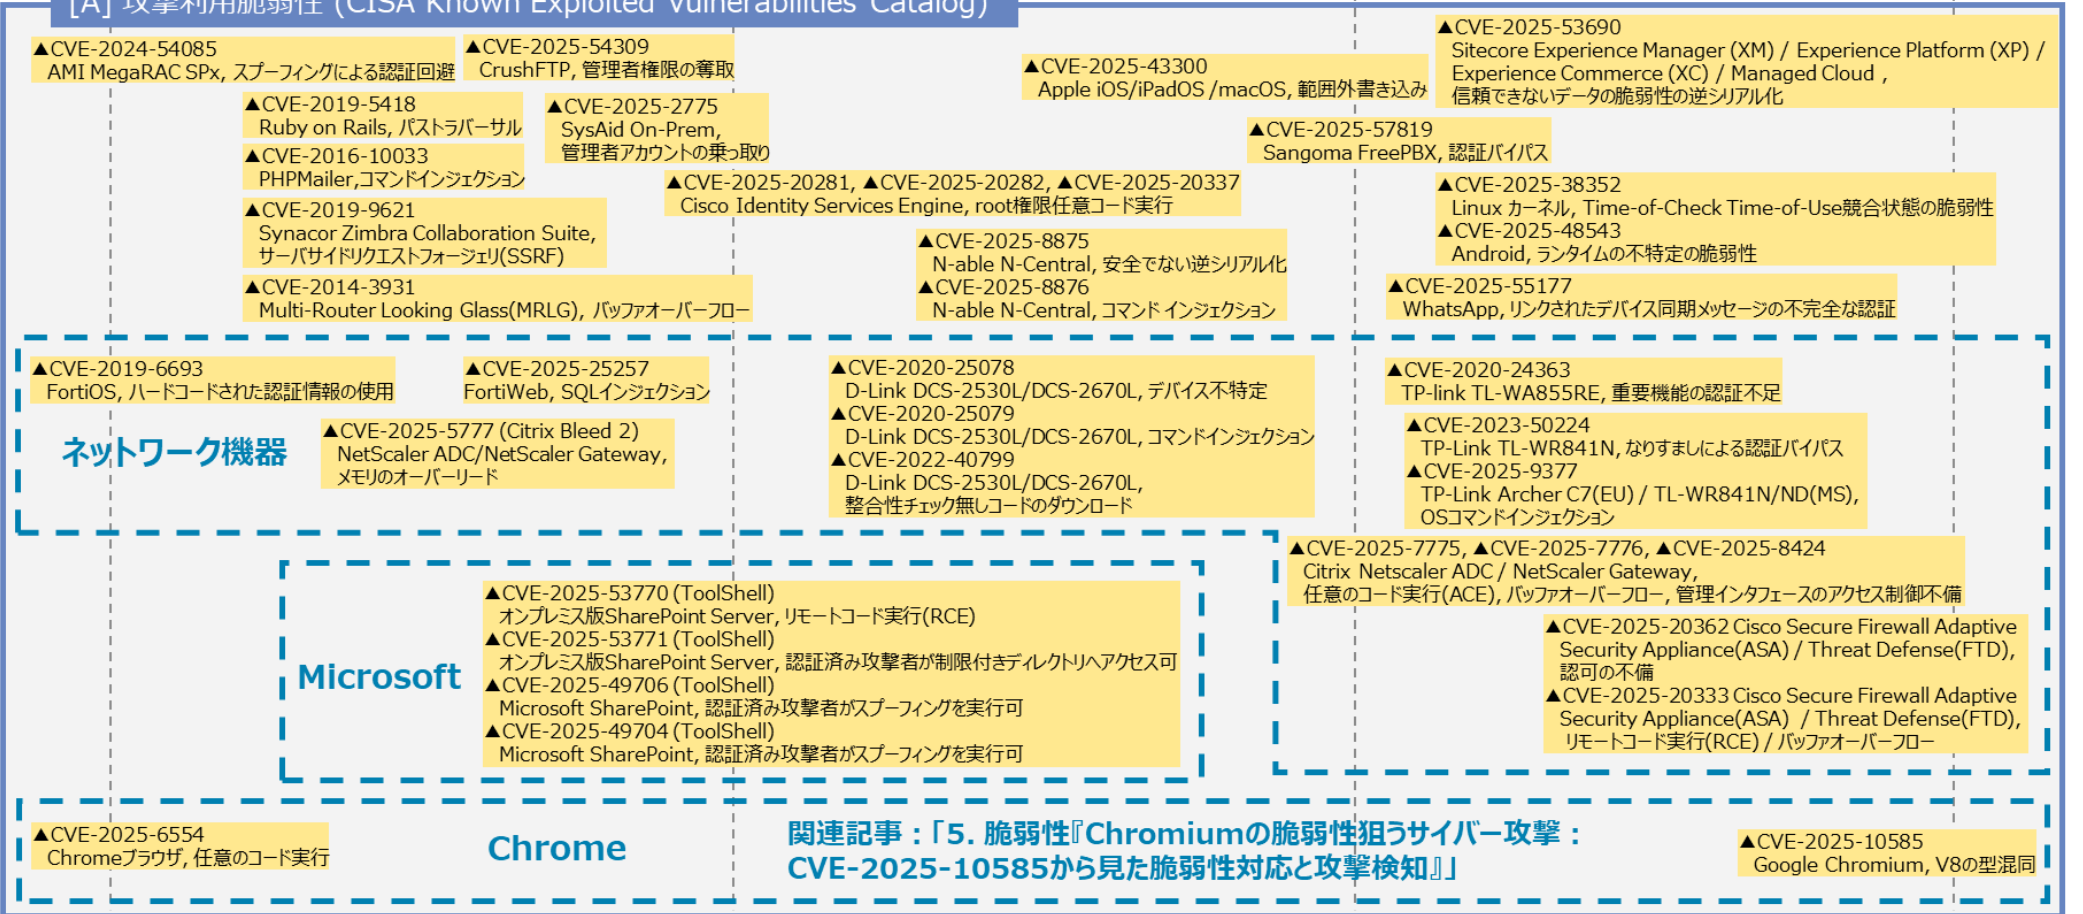 [A] 攻撃利用脆弱性 (CISA Known Exploited Vulnerabilities Catalog)
▲CVE-2024-54085
AMI MegaRAC SPx, スプーフィングによる認証回避
▲CVE-2025-54309
CrushFTP, 管理者権限の奪取
▲CVE-2019-5418
Ruby on Rails, パストラバーサル
▲CVE-2016-10033
PHPMailer,コマンドインジェクション
▲CVE-2019-9621
Synacor Zimbra Collaboration Suite,
サーバサイドリクエストフォージェリ(SSRF)
▲CVE-2014-3931
Multi-Router Looking Glass(MRLG), バッファオーバーフロー
▲CVE-2025-2775
SysAid On-Prem,
管理者アカウントの乗っ取り
▲CVE-2025-20281, ▲CVE-2025-20282, ▲CVE-2025-20337
Cisco Identity Services Engine, root権限任意コード実行
▲CVE-2025-8875
N-able N-Central, 安全でない逆シリアル化
▲CVE-2025-8876
N-able N-Central, コマンド インジェクション
▲CVE-2025-43300
Apple iOS/iPadOS /macOS, 範囲外書き込み
▲CVE-2025-53690
Sitecore Experience Manager (XM) / Experience Platform (XP) /
Experience Commerce (XC) / Managed Cloud ,
信頼できないデータの脆弱性の逆シリアル化
▲CVE-2025-57819
Sangoma FreePBX, 認証バイパス
▲CVE-2025-38352
Linux カーネル, Time-of-Check Time-of-Use競合状態の脆弱性
▲CVE-2025-48543
Android, ランタイムの不特定の脆弱性
▲CVE-2025-55177
WhatsApp, リンクされたデバイス同期メッセージの不完全な認証
▲CVE-2019-6693
FortiOS, ハードコードされた認証情報の使用
▲CVE-2025-25257
FortiWeb, SQLインジェクション
ネットワーク機器
▲CVE-2025-5777 (Citrix Bleed 2)
NetScaler ADC/NetScaler Gateway,
メモリのオーバーリード
▲CVE-2020-25078
D-Link DCS-2530L/DCS-2670L, デバイス不特定
▲CVE-2020-25079
D-Link DCS-2530L/DCS-2670L, コマンドインジェクション
▲CVE-2022-40799
D-Link DCS-2530L/DCS-2670L,
整合性チェック無しコードのダウンロード
▲CVE-2020-24363
TP-link TL-WA855RE, 重要機能の認証不足
▲CVE-2023-50224
TP-Link TL-WR841N, なりすましによる認証バイパス
▲CVE-2025-9377
TP-Link Archer C7(EU) / TL-WR841N/ND(MS),
OSコマンドインジェクション
▲CVE-2025-7775, ▲CVE-2025-7776, ▲CVE-2025-8424
Citrix Netscaler ADC / NetScaler Gateway,
任意のコード実行(ACE), バッファオーバーフロー, 管理インタフェースのアクセス制御不備
▲CVE-2025-20362 Cisco Secure Firewall Adaptive
Security Appliance(ASA) / Threat Defense(FTD),
認可の不備
▲CVE-2025-20333 Cisco Secure Firewall Adaptive
Security Appliance(ASA) / Threat Defense(FTD),
リモートコード実行(RCE) / バッファオーバーフロー
Microsoft
▲CVE-2025-53770 (ToolShell)
オンプレミス版SharePoint Server, リモートコード実行(RCE)
▲CVE-2025-53771 (ToolShell)
オンプレミス版SharePoint Server, 認証済み攻撃者が制限付きディレクトリへアクセス可
▲CVE-2025-49706 (ToolShell)
Microsoft SharePoint, 認証済み攻撃者がスプーフィングを実行可
▲CVE-2025-49704 (ToolShell)
Microsoft SharePoint, 認証済み攻撃者がスプーフィングを実行可
▲CVE-2025-6554
Chromeブラウザ, 任意のコード実行
Chrome
関連記事：「5. 脆弱性『Chromiumの脆弱性狙うサイバー攻撃：
CVE-2025-10585から見た脆弱性対応と攻撃検知』」
▲CVE-2025-10585
Google Chromium, V8の型混同